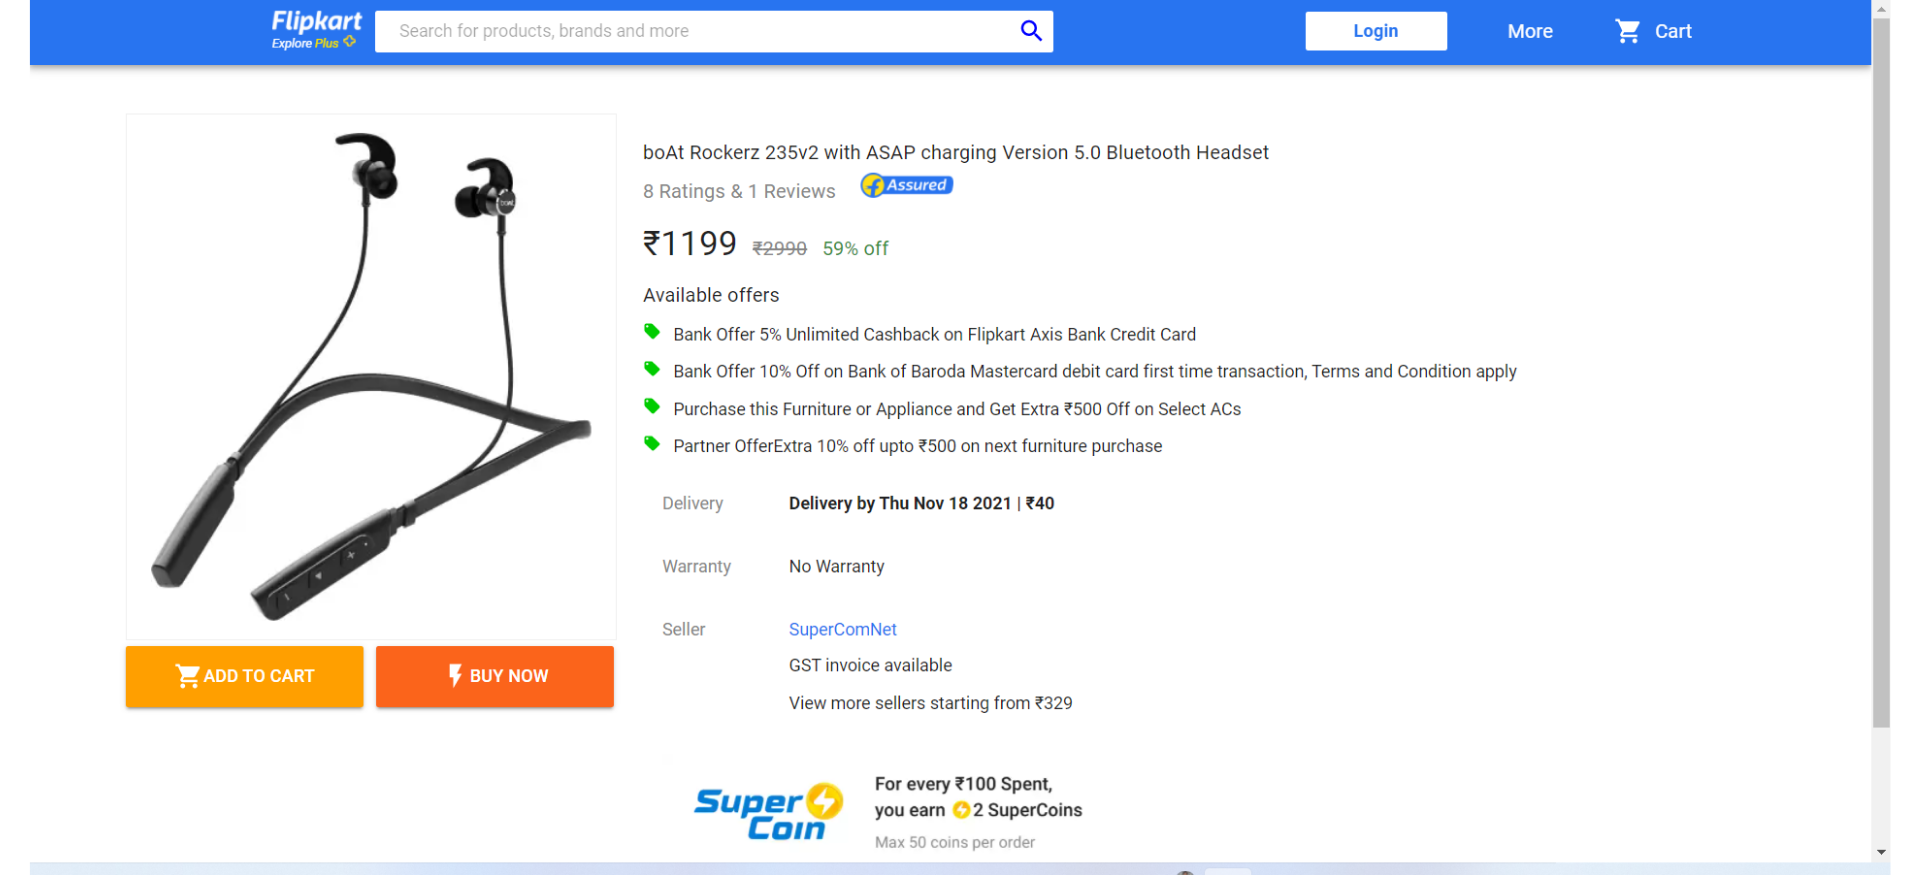 Flipkart
Explore Plus
Search for products, brands and more
Login
More
Cart
boAt Rockerz 235v2 with ASAP charging Version 5.0 Bluetooth Headset
8 Ratings & 1 Reviews
Assured
₹1199 ₹2990 59% off
Available offers
Bank Offer 5% Unlimited Cashback on Flipkart Axis Bank Credit Card
Bank Offer 10% Off on Bank of Baroda Mastercard debit card first time transaction, Terms and Condition apply
Purchase this Furniture or Appliance and Get Extra ₹500 Off on Select ACs
Partner OfferExtra 10% off upto ₹500 on next furniture purchase
Delivery Delivery by Thu Nov 18 2021 | ₹40
Warranty No Warranty
Seller SuperComNet
GST invoice available
View more sellers starting from ₹329
ADD TO CART
BUY NOW
Super
Coin
For every ₹100 Spent,
you earn 2 SuperCoins
Max 50 coins per order